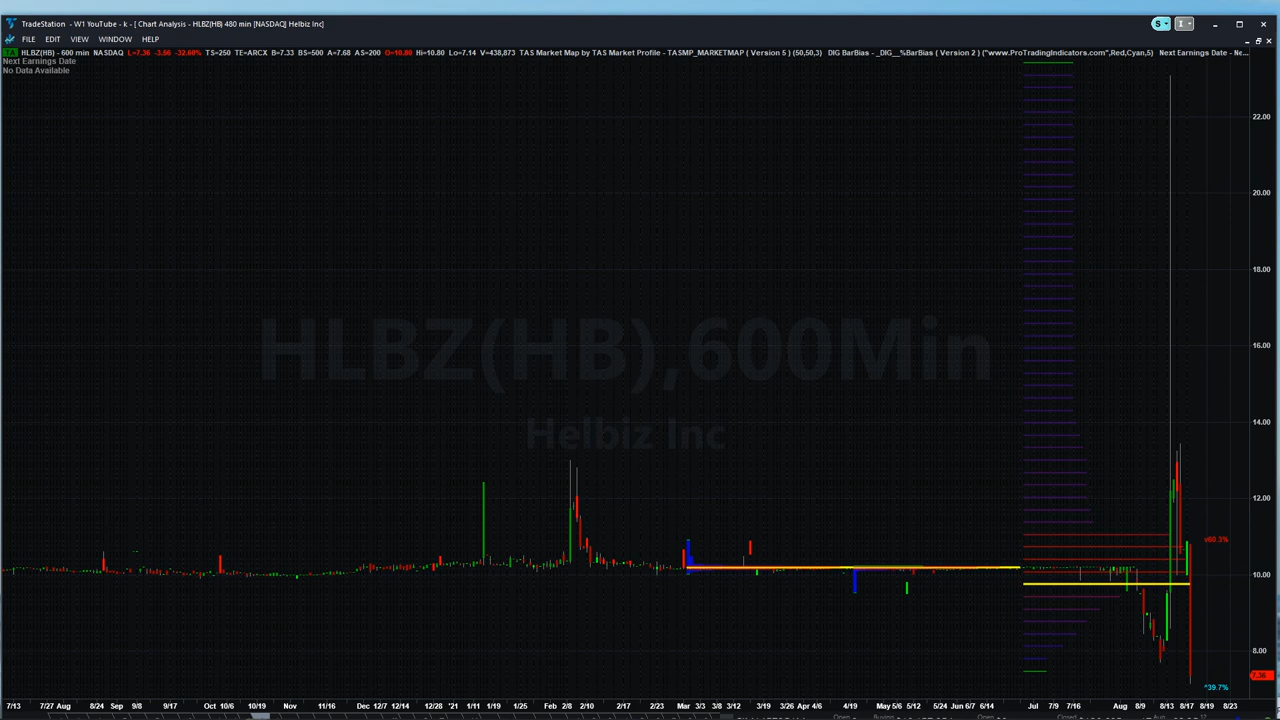 TradeStation - W1 YouTube - k - [ Chart Analysis - HLBZ(HB) 480 min [NASDAQ] Helbiz Inc]
S I
FILE EDIT VIEW WINDOW HELP
TA HLBZ(HB) - 600 min NASDAQ L=7.36 -3.56 -32.60% TS=250 TE=ARCX B=7.33 BS=500 A=7.68 AS=200 O=10.80 Hi=10.80 Lo=7.14 V=438,873 TAS Market Map by TAS Market Profile - TASMP_MARKETMAP ( Version 5 ) (50,50,3) DIG BarBias - _DIG__%BarBias ( Version 2 ) ("www.ProTradingIndicators.com",Red,Cyan,5) Next Earnings Date - Ne...
Next Earnings Date
No Data Available
22.00
20.00
18.00
HLBZ(HB),600Min
16.00
Helbiz Inc
14.00
12.00
v60.3%
10.00
8.00
7.36
^39.7%
7/13 7/27 Aug 8/24 9/8 9/17 Oct 10/6 10/19 Nov 11/16 Dec 12/7 12/14 12/28 '21 1/11 1/19 Feb 2/8 2/17 2/23 Mar 3/3 3/8 3/12 3/19 3/26 Apr 4/6 4/19 May 5/6 5/12 5/24 Jun 6/7 6/14 Jul 7/9 7/16 Aug 8/9 8/13 8/17 8/19 8/23